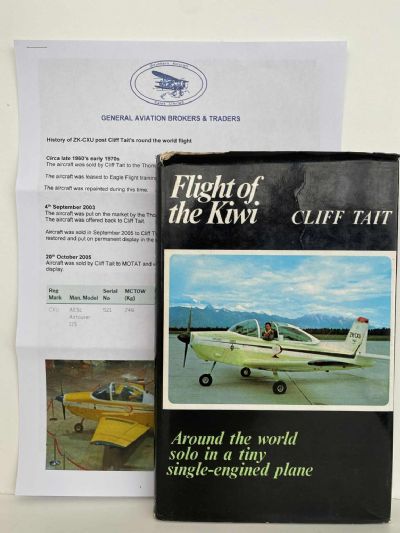 GENERAL AVIATION BROKERS & TRADERS
History of ZK-CXU post Cliff Tait's round the world flight
Circa late 1960's early 1970s
The aircraft was sold by Cliff Tait to the
The aircraft was leased to Eagle Flight
The aircraft was repainted during this time.
4th September 2003
The aircraft was put on the market by the
The aircraft was offered back to Cliff Tait.
Aircraft was sold in September 2005 to Cliff
restored and put on permanent display in the
20th October 2005
Aircraft was sold by Cliff Tait to MOTAT and
display.
Reg Serial MCTOW
Mark Man. Model No (Kg)
CXU
Airtourer
Flight of
the Kiwi
CLIFF TAIT
Around the world
solo in a tiny
single-engined plane